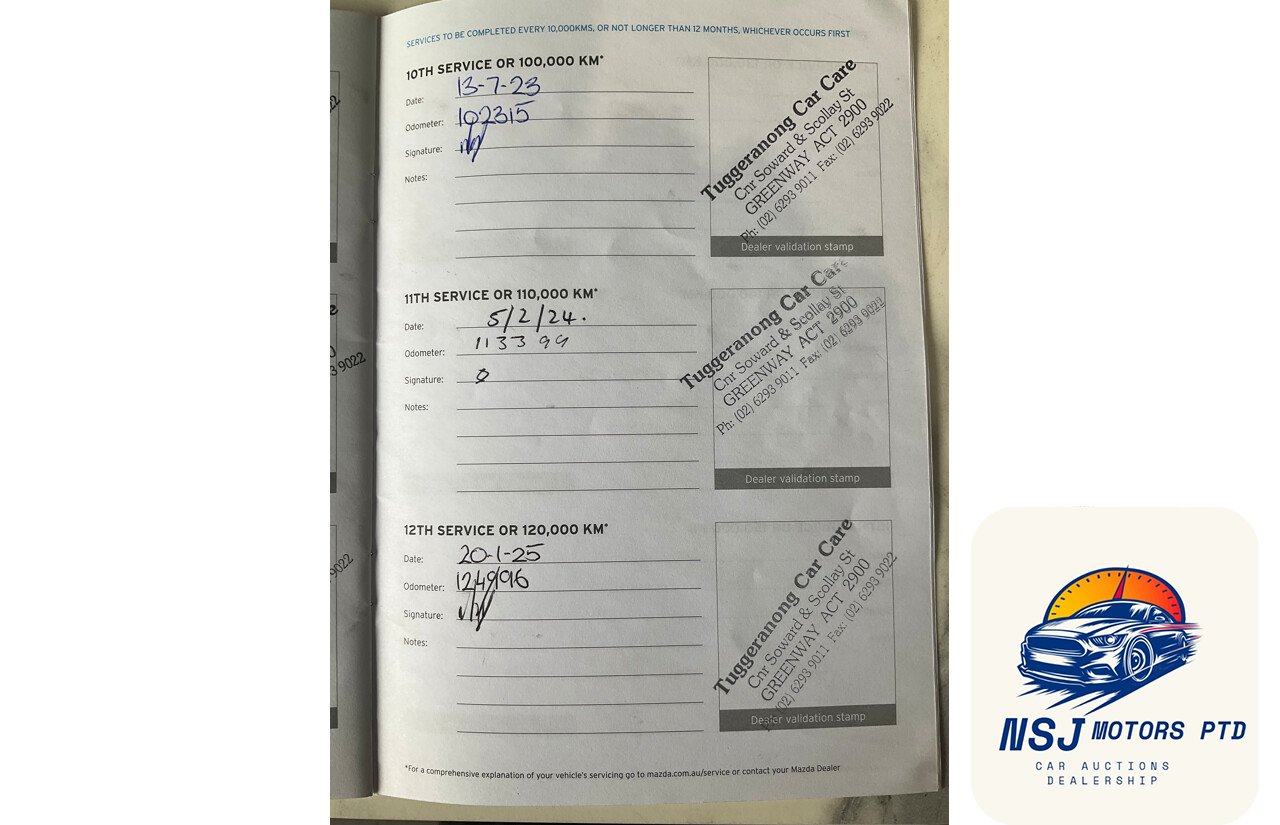 SERVICES TO BE COMPLETED EVERY 10,000KMS, OR NOT LONGER THAN 12 MONTHS, WHICHEVER OCCURS FIRST
10TH SERVICE OR 100,000 KM*
Date: 13-7-23
Odometer: 102315
Signature:
Notes:
Tuggeranong Car Care
Cnr Soward & Scollay St
GREENWAY ACT 2900
Ph: (02) 6293 9011 Fax: (02) 6293 9022
Dealer validation stamp
11TH SERVICE OR 110,000 KM*
Date: 5/2/24.
Odometer: 113399
Signature:
Notes:
Tuggeranong Car Care
Cnr Soward & Scollay St
GREENWAY ACT 2900
Ph: (02) 6293 9011 Fax: (02) 6293 9022
Dealer validation stamp
12TH SERVICE OR 120,000 KM*
Date: 20-1-25
Odometer: 124996
Signature:
Notes:
Tuggeranong Car Care
Cnr Soward & Scollay St
GREENWAY ACT 2900
Ph: (02) 6293 9011 Fax: (02) 6293 9022
Dealer validation stamp
*For a comprehensive explanation of your vehicle's servicing go to mazda.com.au/service or contact your Mazda Dealer
3 9022
9022
NSJ MOTORS PTD
CAR AUCTIONS
DEALERSHIP